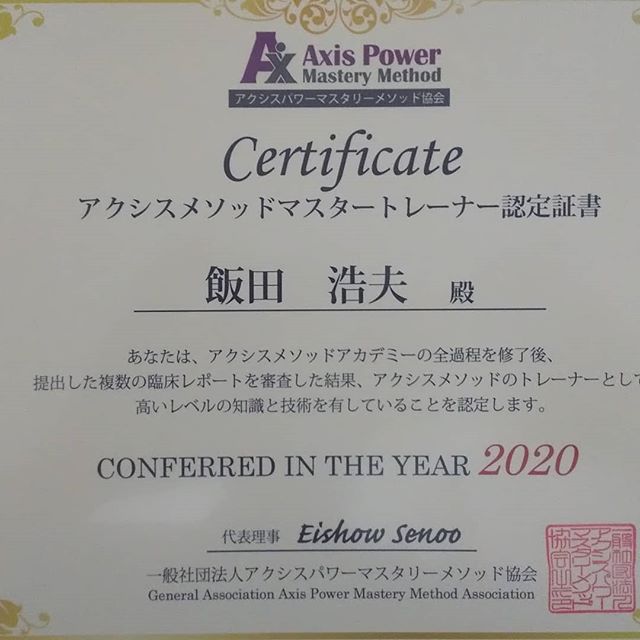 Axis Power
Mastery Method
アクシスパワーマスタリーメソッド協会
Certificate
アクシスメソッドマスタートレーナー認定証書
飯田 浩夫 殿
あなたは、アクシスメソッドアカデミーの全過程を修了後、
提出した複数の臨床レポートを審査した結果、アクシスメソッドのトレーナーとして
高いレベルの知識と技術を有していることを認定します。
CONFERRED IN THE YEAR 2020
代表理事 Eishow Senoo
一般社団法人アクシスパワーマスタリーメソッド協会
General Association Axis Power Mastery Method Association